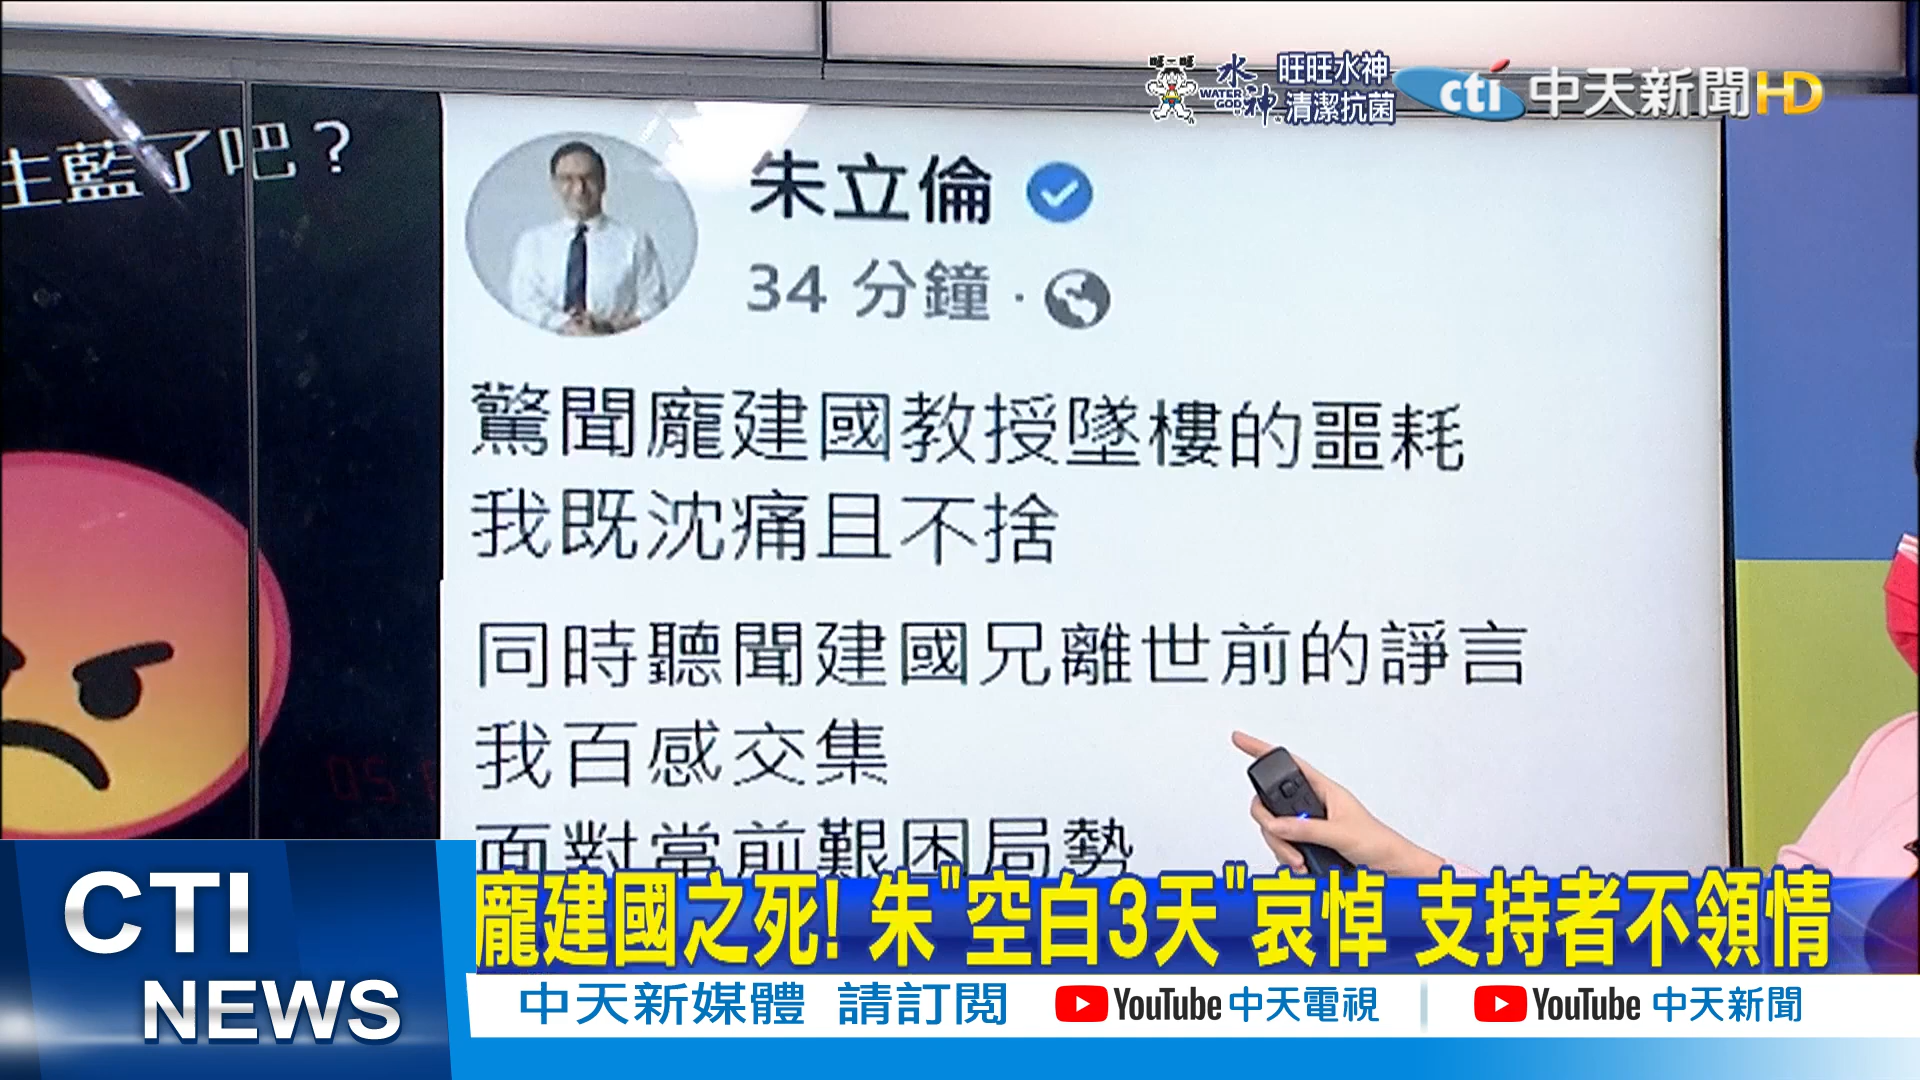 旺旺水神
WATER GOD 水神 清潔抗菌
cti 中天新聞HD
主藍了吧？
朱立倫
34 分鐘
驚聞龐建國教授墜樓的噩耗
我既沈痛且不捨
同時聽聞建國兄離世前的諍言
我百感交集
面對當前艱困局勢
龐建國之死! 朱"空白3天"哀悼 支持者不領情
CTI
NEWS
中天新媒體 請訂閱 YouTube 中天電視 YouTube 中天新聞